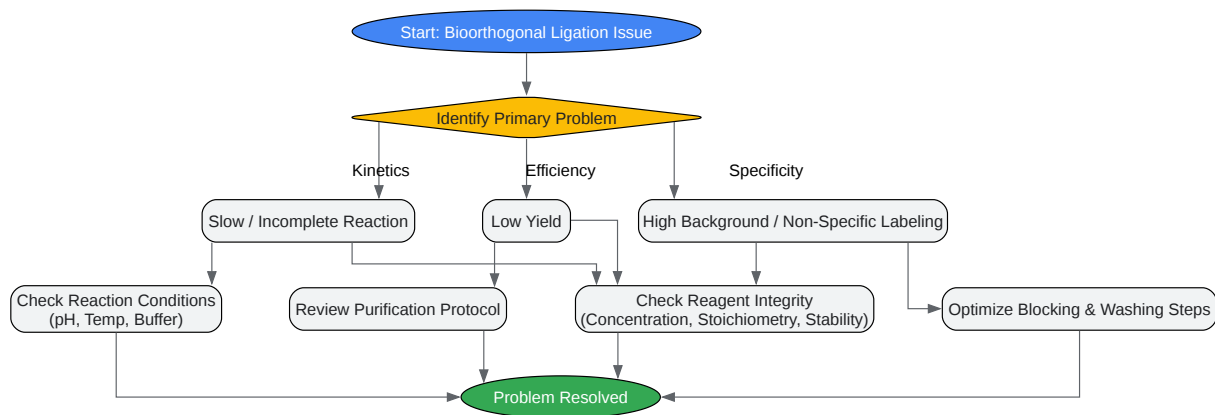 Start: Bioorthogonal Ligation Issue
Identify Primary Problem
Kinetics
Efficiency
Specificity
Slow / Incomplete Reaction
Low Yield
High Background / Non-Specific Labeling
Check Reaction Conditions
(pH, Temp, Buffer)
Review Purification Protocol
Check Reagent Integrity
(Concentration, Stoichiometry, Stability)
Optimize Blocking & Washing Steps
Problem Resolved